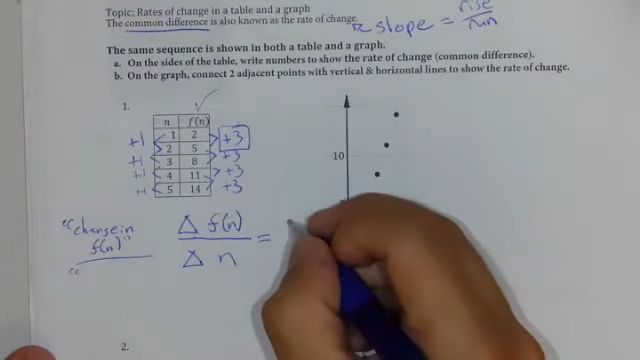 Topic: Rates of change in a table and a graph
The common difference is also known as the rate of change.
slope = rise/run
The same sequence is shown in both a table and a graph.
a. On the sides of the table, write numbers to show the rate of change (common difference).
b. On the graph, connect 2 adjacent points with vertical & horizontal lines to show the rate of change.
1.
n f(n)
1 2
2 5
3 8
4 11
5 14
+1 +3
+1 +3
+1 +3
+1 +3
10
"change in
f(n)"
"
Δ f(n)
Δ n
=
2.